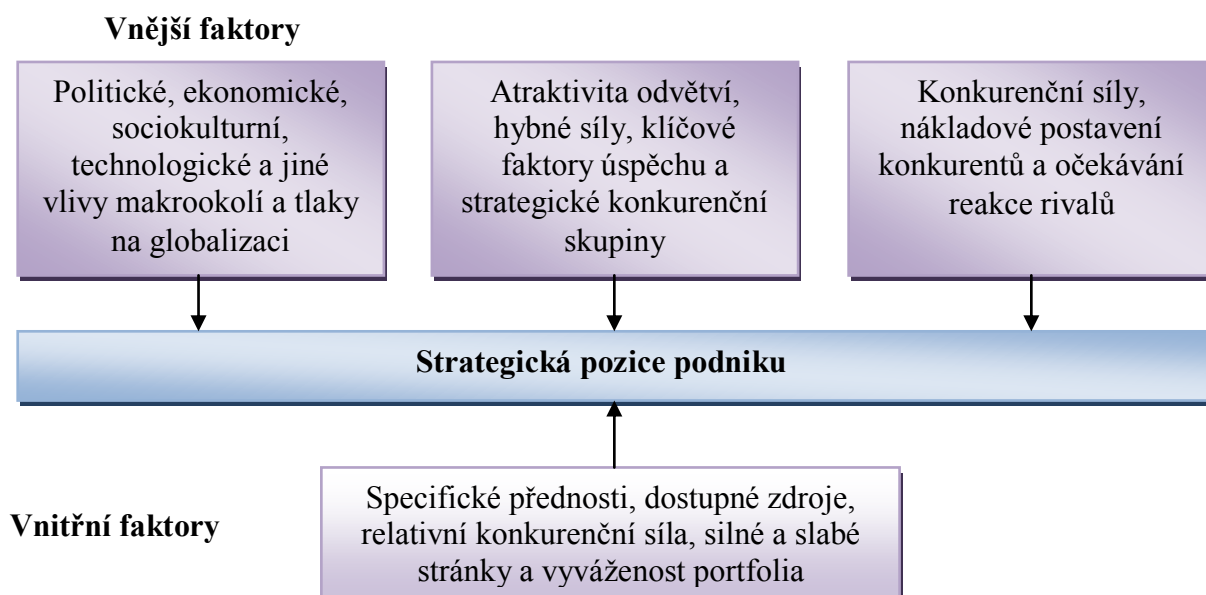 Vnější faktory
Politické, ekonomické,
sociokulturní,
technologické a jiné
vlivy makrookolí a tlaky
na globalizaci
Atraktivita odvětví,
hybné síly, klíčové
faktory úspěchu a
strategické konkurenční
skupiny
Konkurenční síly,
nákladové postavení
konkurentů a očekávání
reakce rivalů
Strategická pozice podniku
Vnitřní faktory
Specifické přednosti, dostupné zdroje,
relativní konkurenční síla, silné a slabé
stránky a vyváženost portfolia